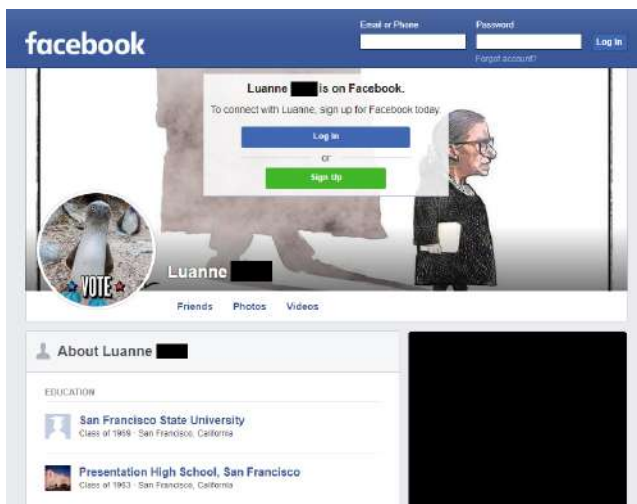 facebook
Email or Phone
Password
Log In
Forgot account?
Luanne is on Facebook.
To connect with Luanne, sign up for Facebook today.
Log In
or
Sign Up
VOTE
Luanne
Friends Photos Videos
About Luanne
EDUCATION
San Francisco State University
Class of 1969 · San Francisco, California
Presentation High School, San Francisco
Class of 1963 · San Francisco, California